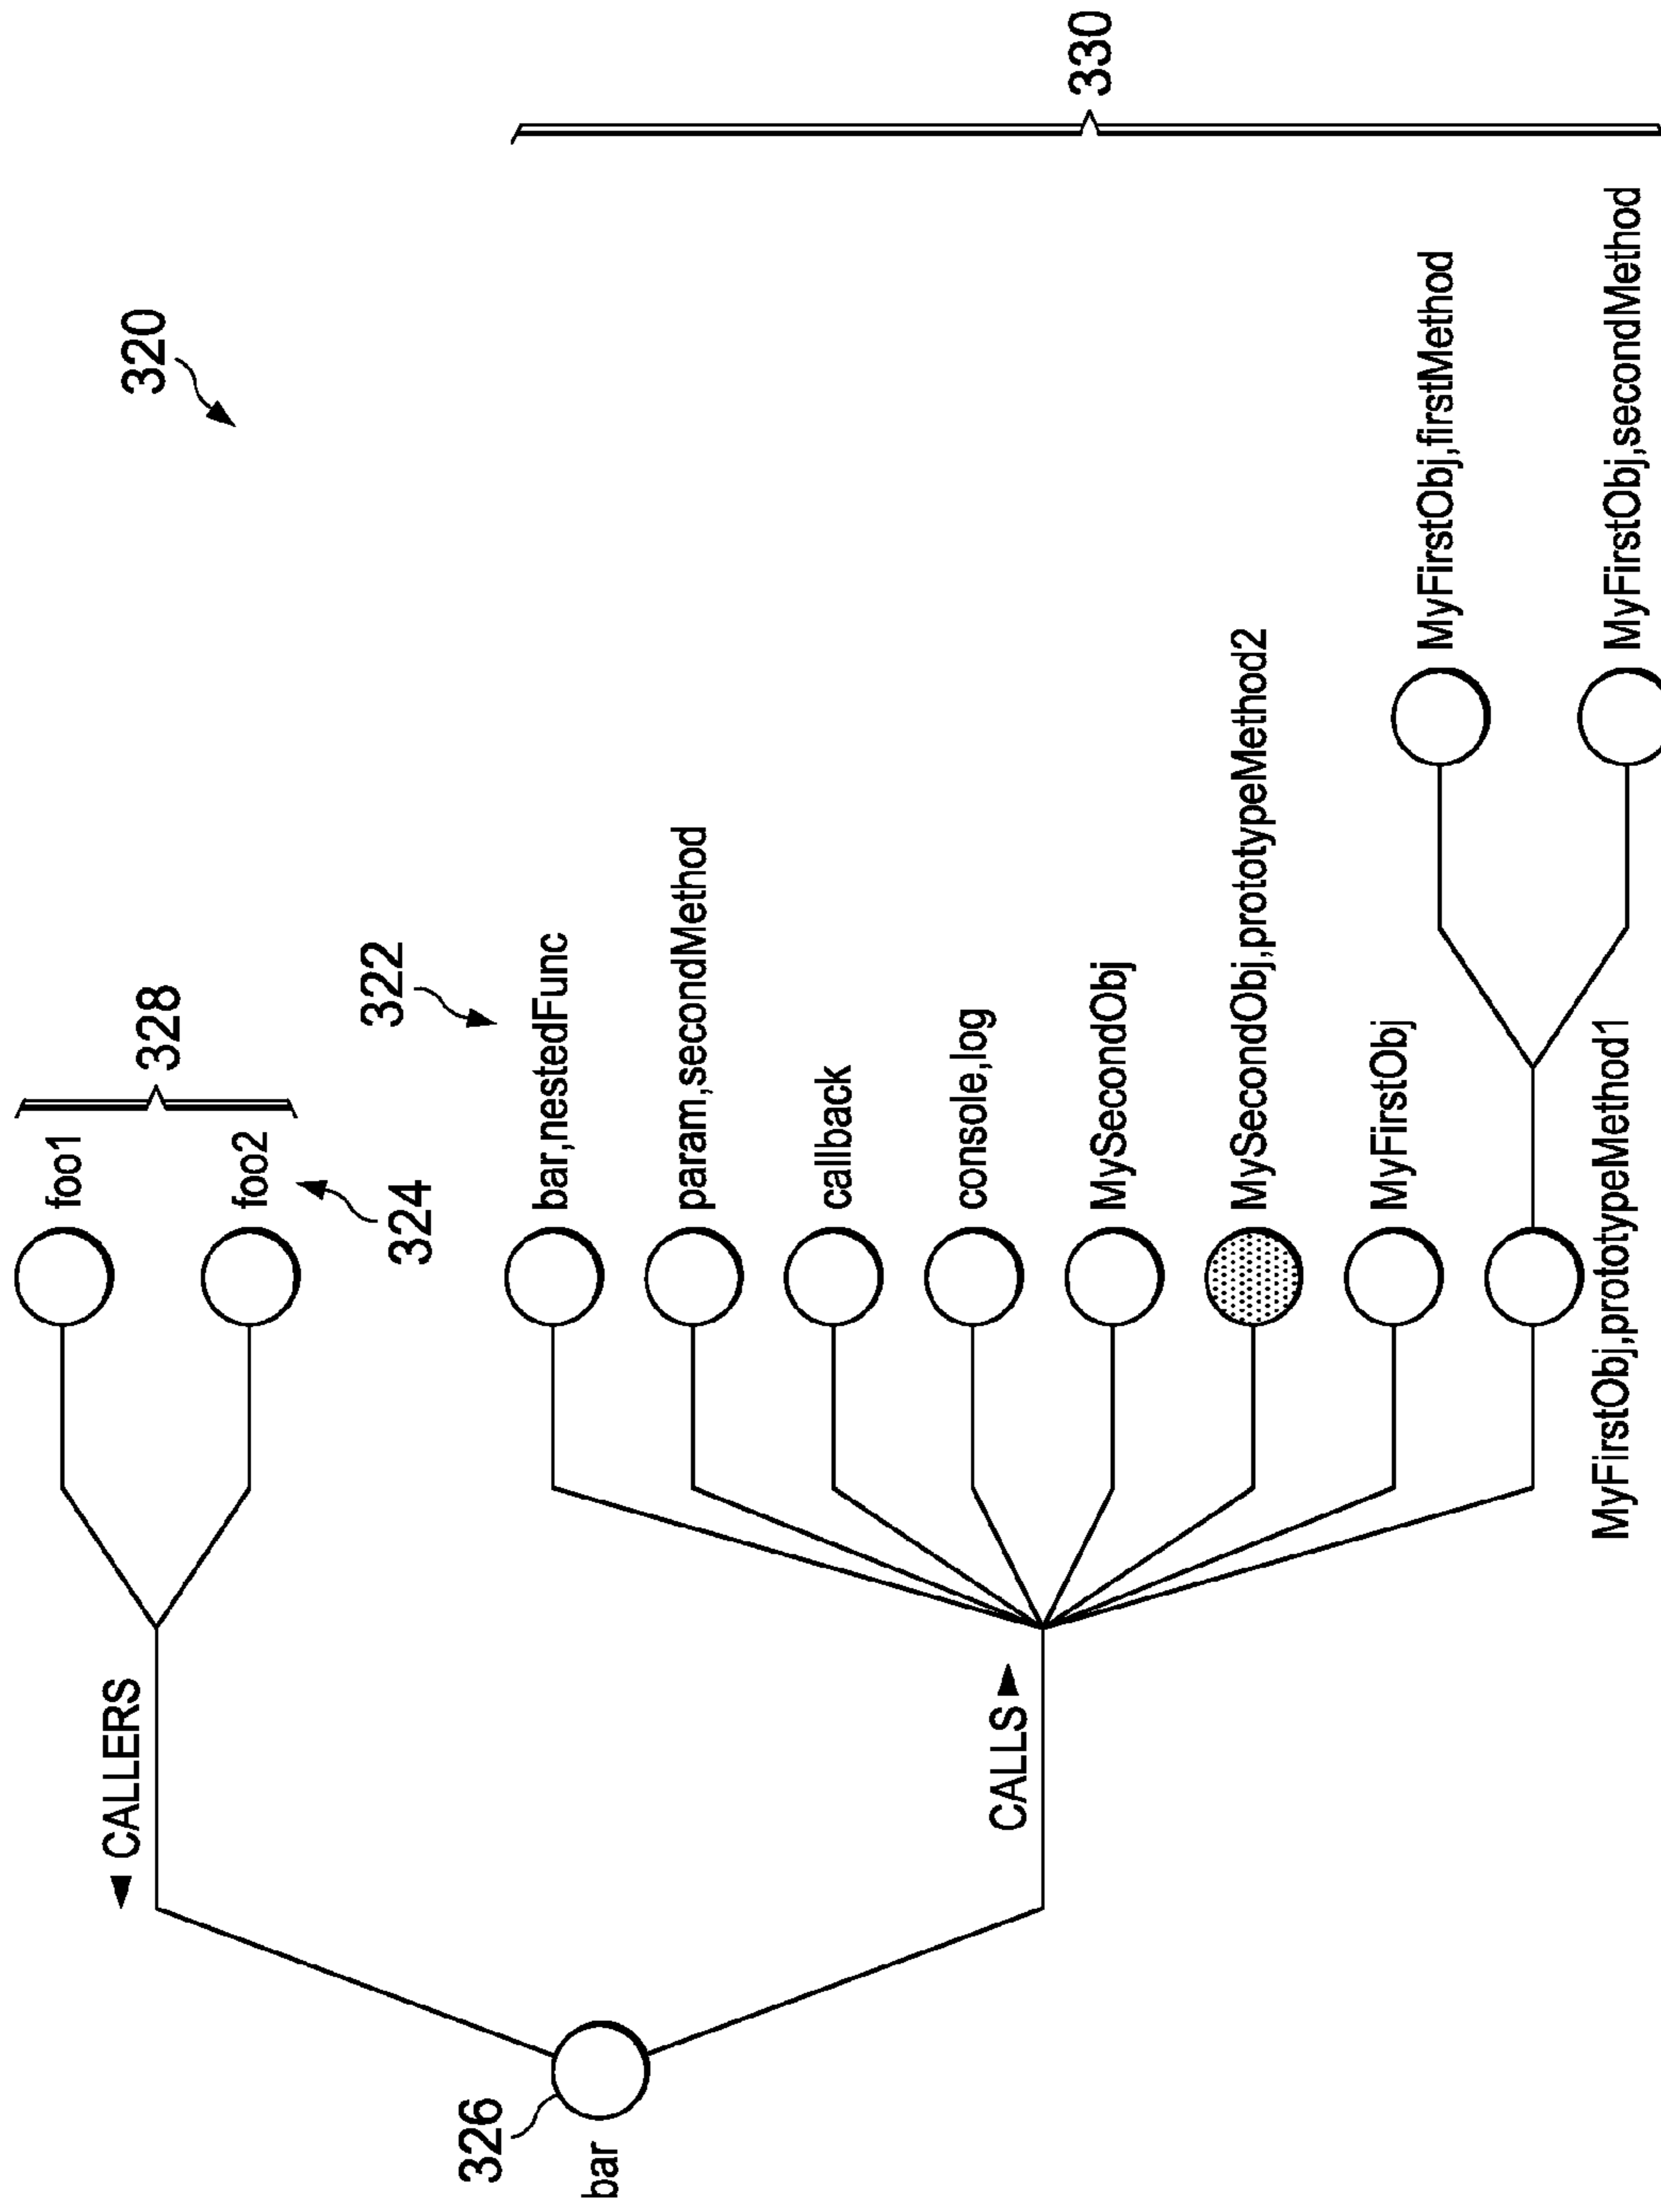 320
328
foo1
foo2
324
◄ CALLERS
322
bar,nestedFunc
param,secondMethod
callback
console,log
MySecondObj
MySecondObj,prototypeMethod2
MyFirstObj
MyFirstObj,prototypeMethod1
MyFirstObj,firstMethod
MyFirstObj,secondMethod
330
CALLS ►
326
bar